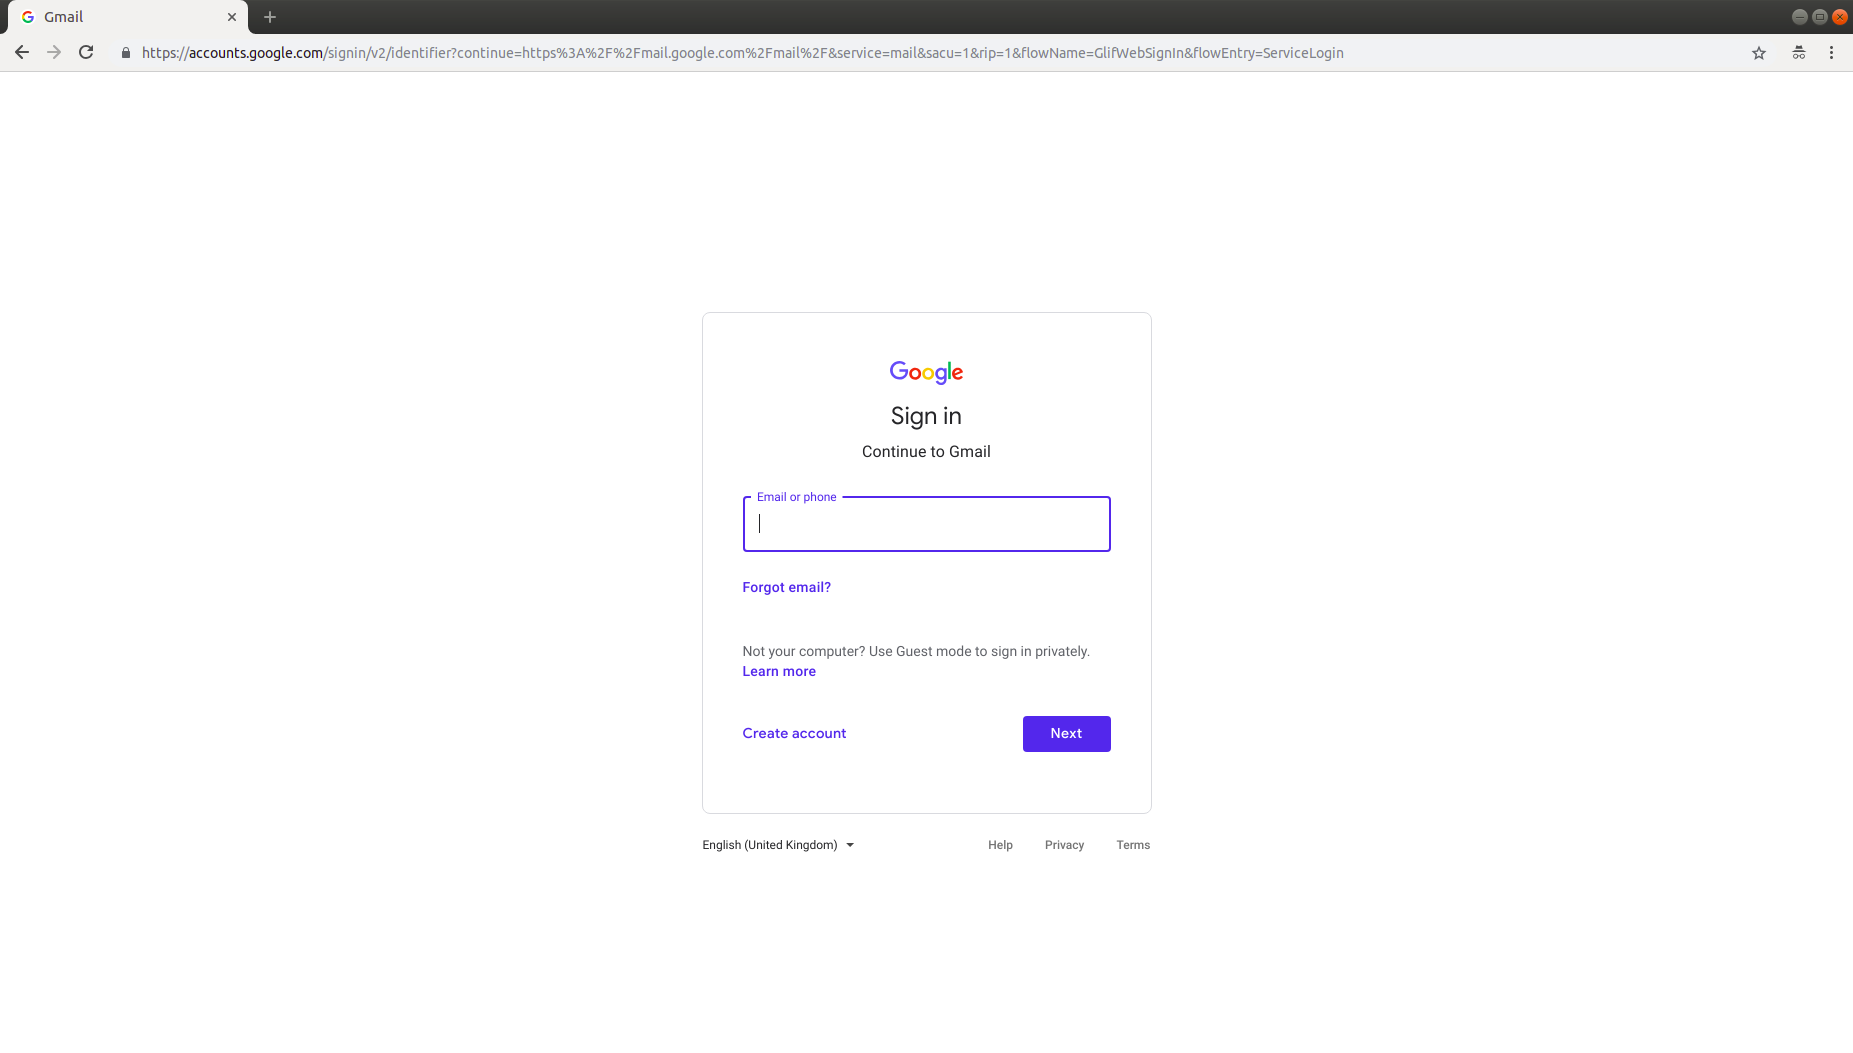 Gmail
https://accounts.google.com/signin/v2/identifier?continue=https%3A%2F%2Fmail.google.com%2Fmail%2F&service=mail&sacu=1&rip=1&flowName=GlifWebSignIn&flowEntry=ServiceLogin
Google
Sign in
Continue to Gmail
Email or phone
Forgot email?
Not your computer? Use Guest mode to sign in privately.
Learn more
Create account Next
English (United Kingdom) Help Privacy Terms